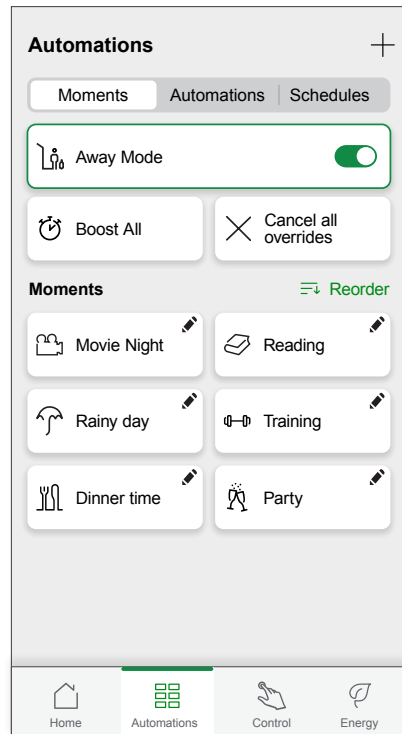 Automations
Moments Automations Schedules
Away Mode
Boost All
Cancel all
overrides
Moments
Reorder
Movie Night
Reading
Rainy day
Training
Dinner time
Party
Home Automations Control Energy